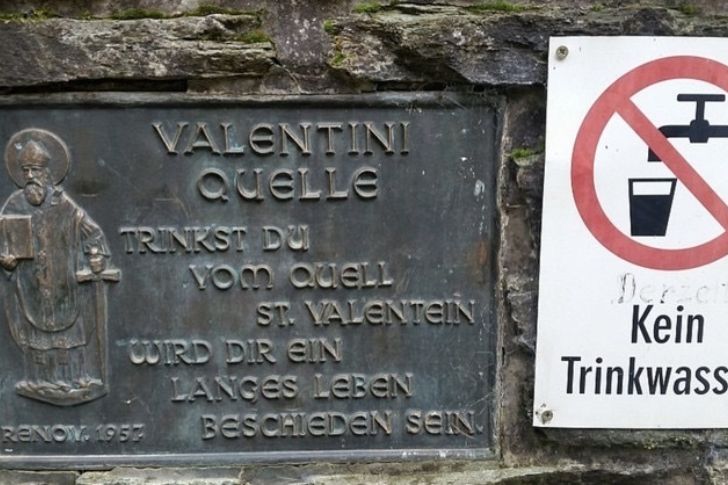 VALENTINI
QUELLE
TRINKST DU
VOM QUELL
ST. VALENTEIN
WIRD DIR EIN
LANGES LEBEN
BESCHIEDEN SEIN.
RENOV. 1957.
Derzei
Kein
Trinkwass